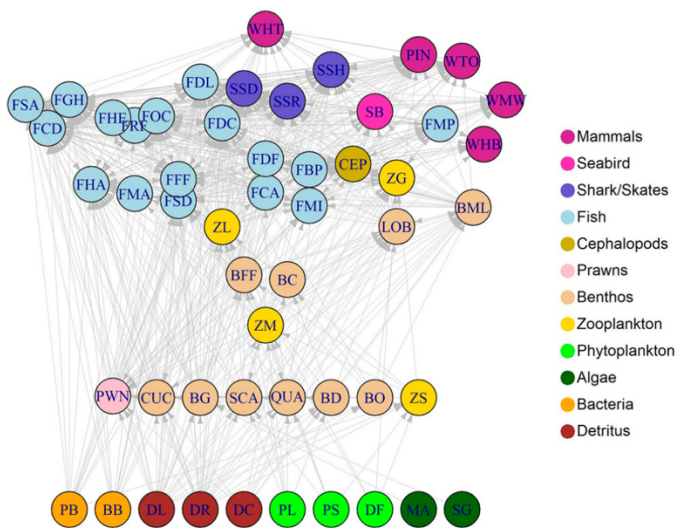 WHT
PIN
WTO
SSH
FDL
SSD
SSR
WMW
FSA
FGH
FCD
FHE
FRF
FOC
FDC
SB
FMP
WHB
FDF
FBP
CEP
ZG
FHA
FMA
FFF
FSD
FCA
FMI
BML
ZL
LOB
BFF
BC
ZM
PWN
CUC
BG
SCA
QUA
BD
BO
ZS
PB
BB
DL
DR
DC
PL
PS
DF
MA
SG
Mammals
Seabird
Shark/Skates
Fish
Cephalopods
Prawns
Benthos
Zooplankton
Phytoplankton
Algae
Bacteria
Detritus